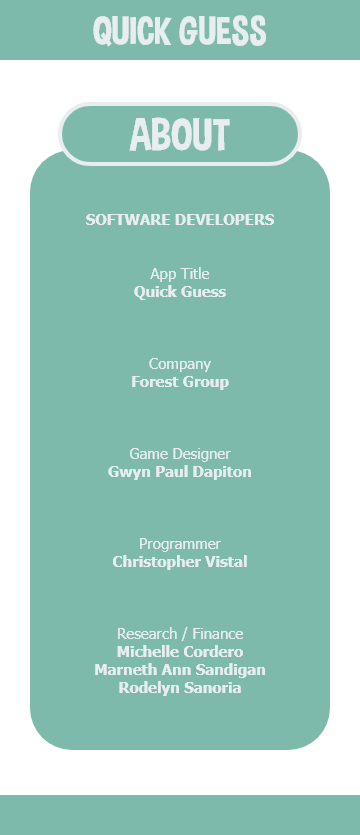 QUICK GUESS
ABOUT
SOFTWARE DEVELOPERS
App Title
Quick Guess
Company
Forest Group
Game Designer
Gwyn Paul Dapiton
Programmer
Christopher Vistal
Research / Finance
Michelle Cordero
Marneth Ann Sandigan
Rodelyn Sanoria